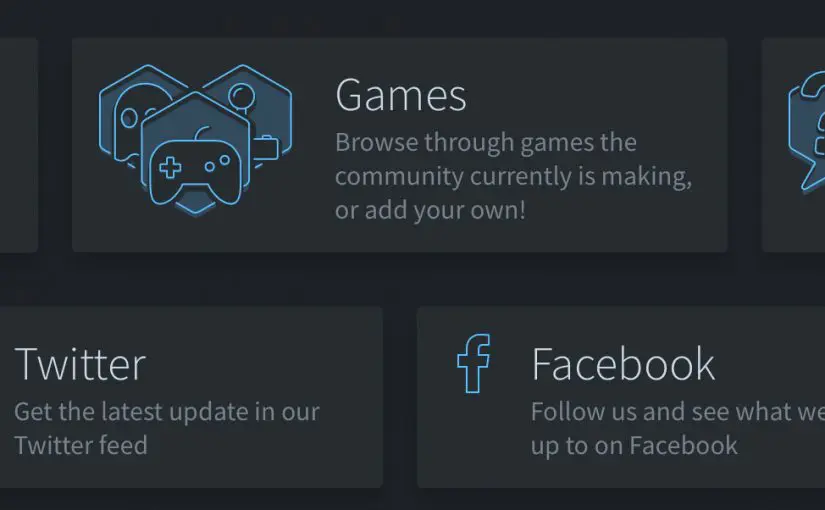 Games
Browse through games the
community currently is making,
or add your own!
Twitter
Get the latest update in our
Twitter feed
Facebook
Follow us and see what we
up to on Facebook